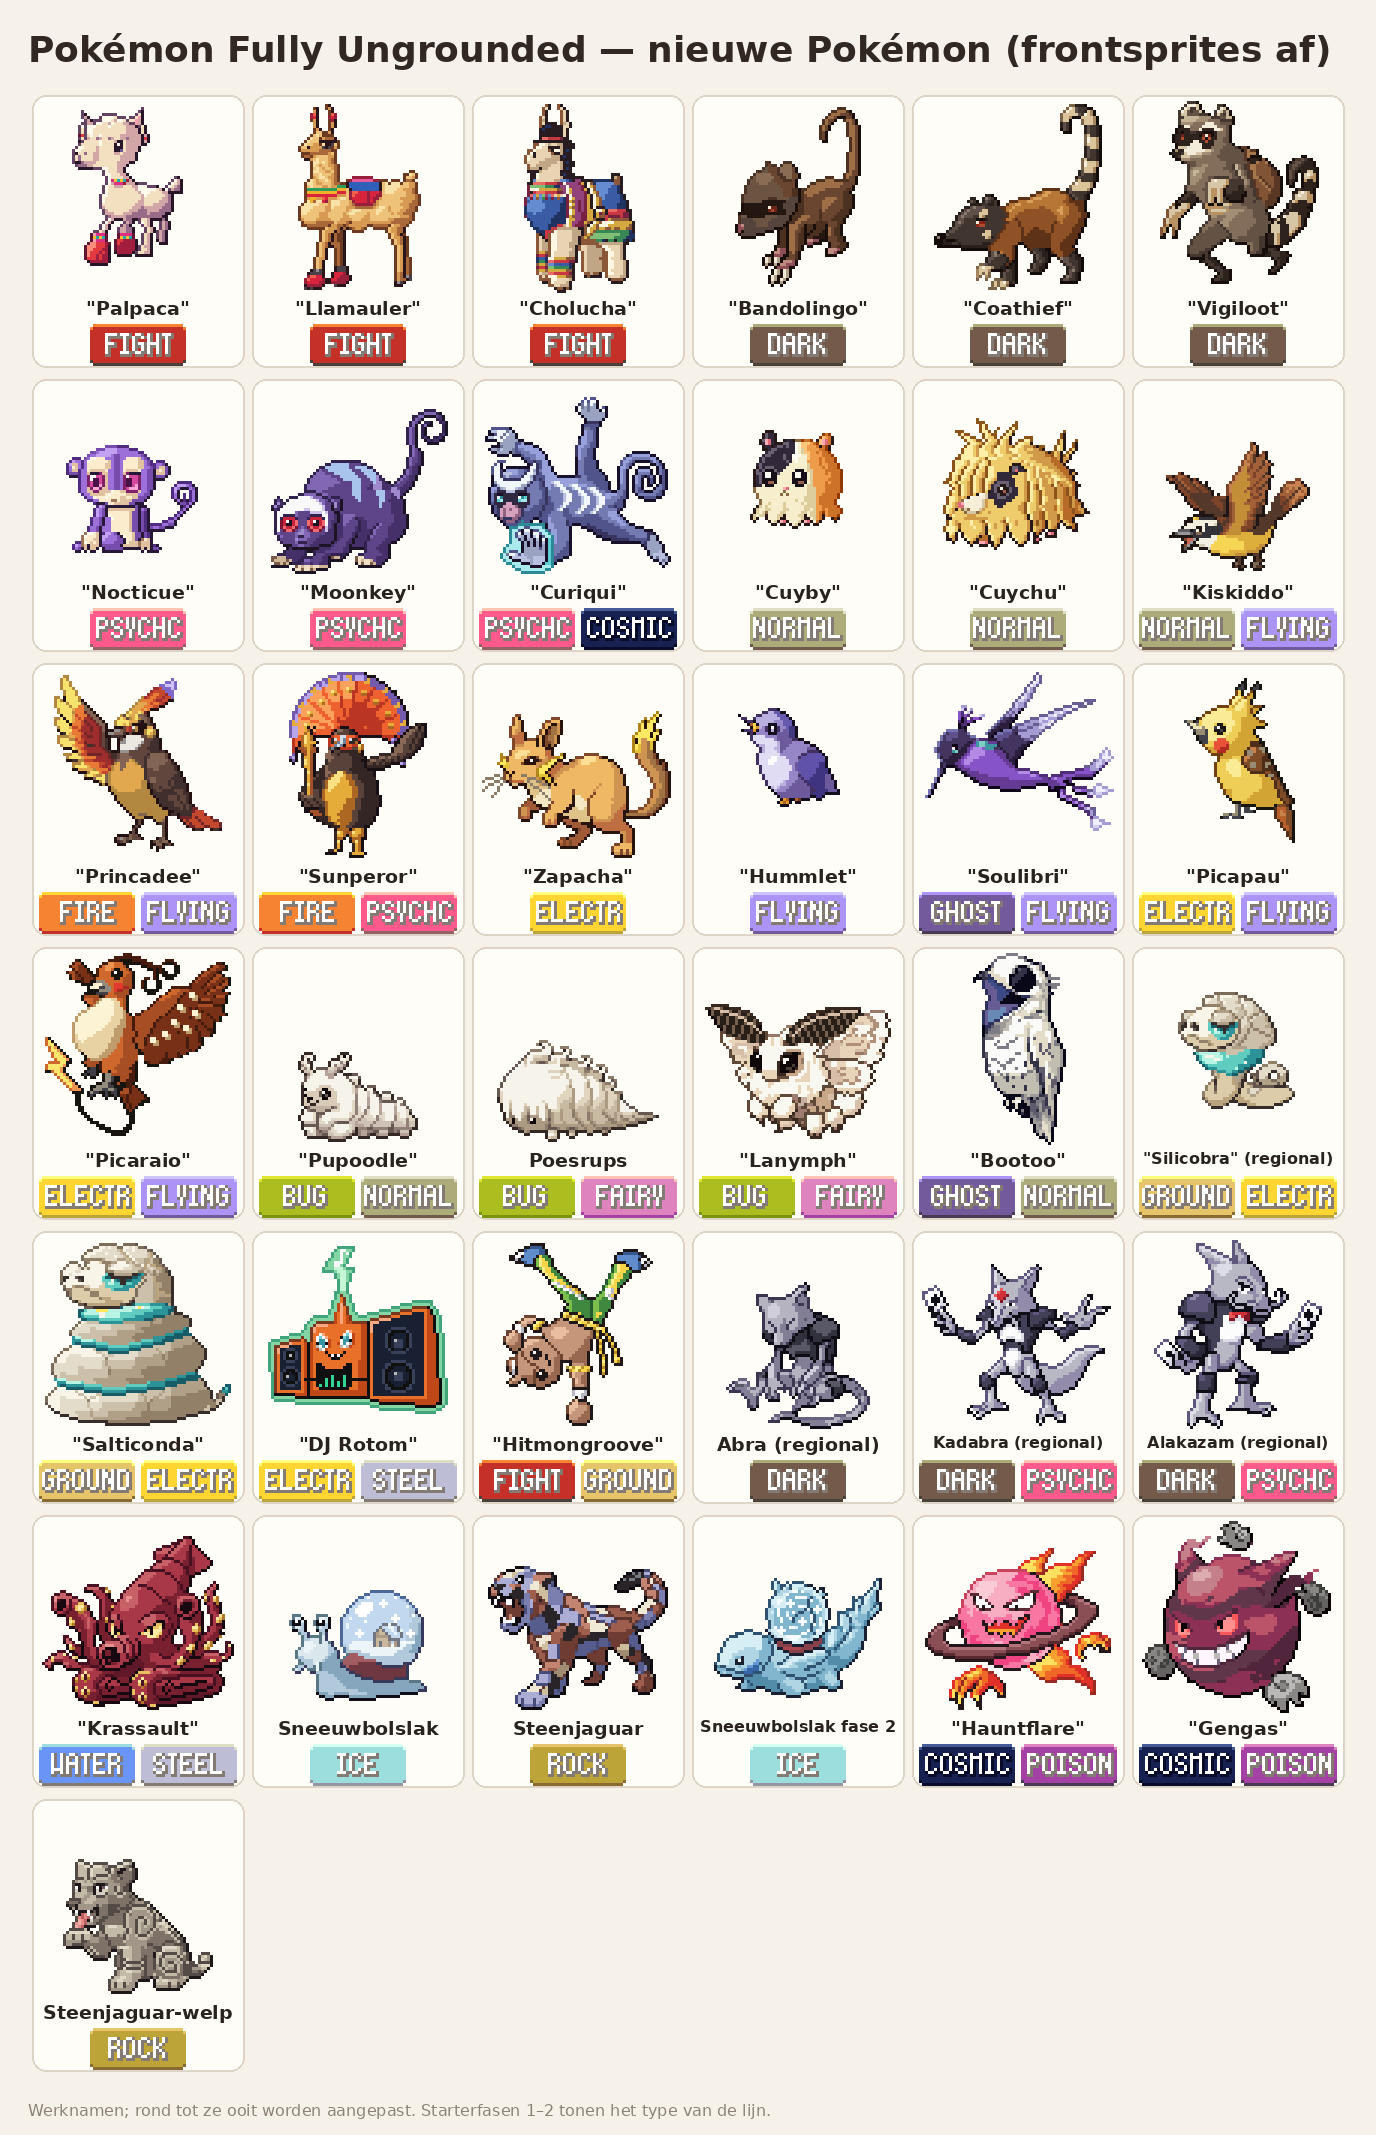 Pokémon Fully Ungrounded — nieuwe Pokémon (frontsprites af)
"Palpaca" "Llamauler" "Cholucha" "Bandolingo" "Coathief" "Vigiloot"
FIGHT FIGHT FIGHT DARK DARK DARK
"Nocticue" "Moonkey" "Curiqui" "Cuyby" "Cuychu" "Kiskiddo"
PSYCHC PSYCHC PSYCHC COSMIC NORMAL NORMAL NORMAL FLYING
"Princadee" "Sunperor" "Zapacha" "Hummlet" "Soulibri" "Picapau"
FIRE FLYING FIRE PSYCHC ELECTR FLYING GHOST FLYING ELECTR FLYING
"Picaraio" "Pupoodle" Poesrups "Lanymph" "Bootoo" "Silicobra" (regional)
ELECTR FLYING BUG NORMAL BUG FAIRY BUG FAIRY GHOST NORMAL GROUND ELECTR
"Salticonda" "DJ Rotom" "Hitmongroove" Abra (regional) Kadabra (regional) Alakazam (regional)
GROUND ELECTR ELECTR STEEL FIGHT GROUND DARK DARK PSYCHC DARK PSYCHC
"Krassault" Sneeuwbolslak Steenjaguar Sneeuwbolslak fase 2 "Hauntflare" "Gengas"
WATER STEEL ICE ROCK ICE COSMIC POISON COSMIC POISON
Steenjaguar-welp
ROCK
Werknamen; rond tot ze ooit worden aangepast. Starterfasen 1–2 tonen het type van de lijn.